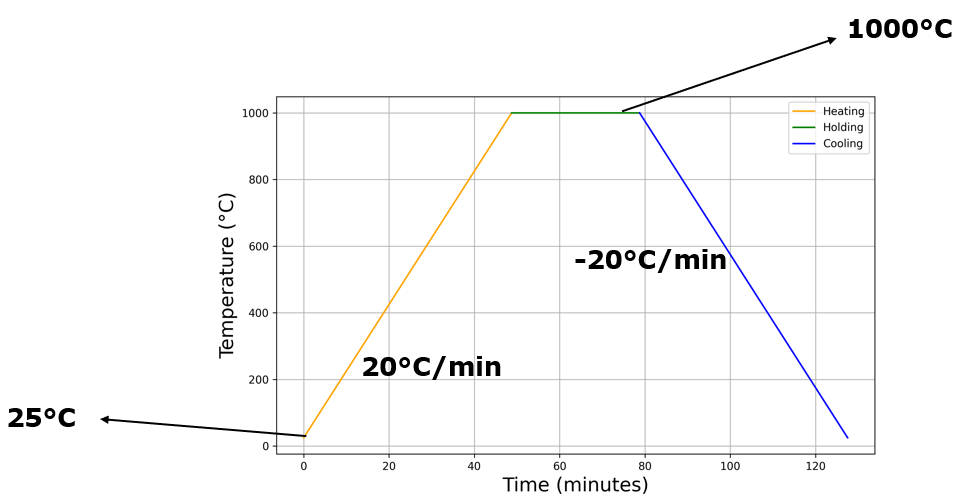 1000°C
1000
800
600
400
200
0
Temperature (°C)
Heating
Holding
Cooling
-20°C/min
20°C/min
25°C
0
20
40
60
80
100
120
Time (minutes)